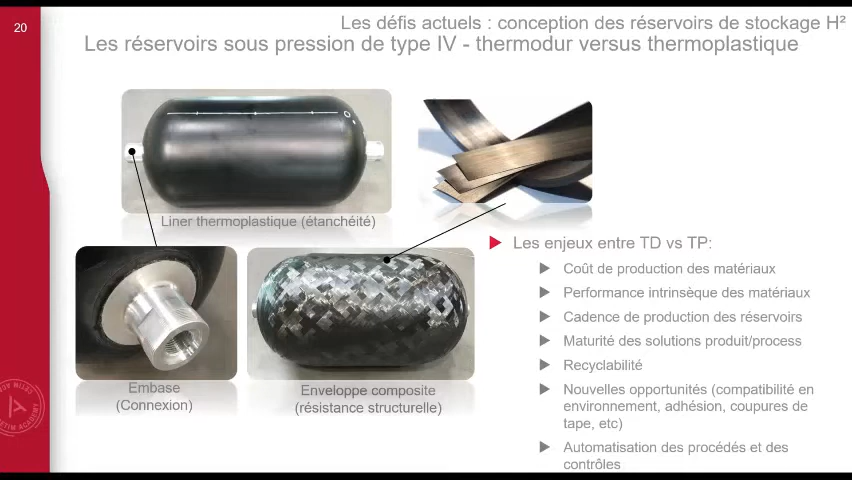 20
Les défis actuels : conception des réservoirs de stockage H²
Les réservoirs sous pression de type IV - thermodur versus thermoplastique
Liner thermoplastique (étanchéité)
Embase
(Connexion)
Enveloppe composite
(résistance structurelle)
Les enjeux entre TD vs TP:
Coût de production des matériaux
Performance intrinsèque des matériaux
Cadence de production des réservoirs
Maturité des solutions produit/process
Recyclabilité
Nouvelles opportunités (compatibilité en
environnement, adhésion, coupures de
tape, etc)
Automatisation des procédés et des
contrôles